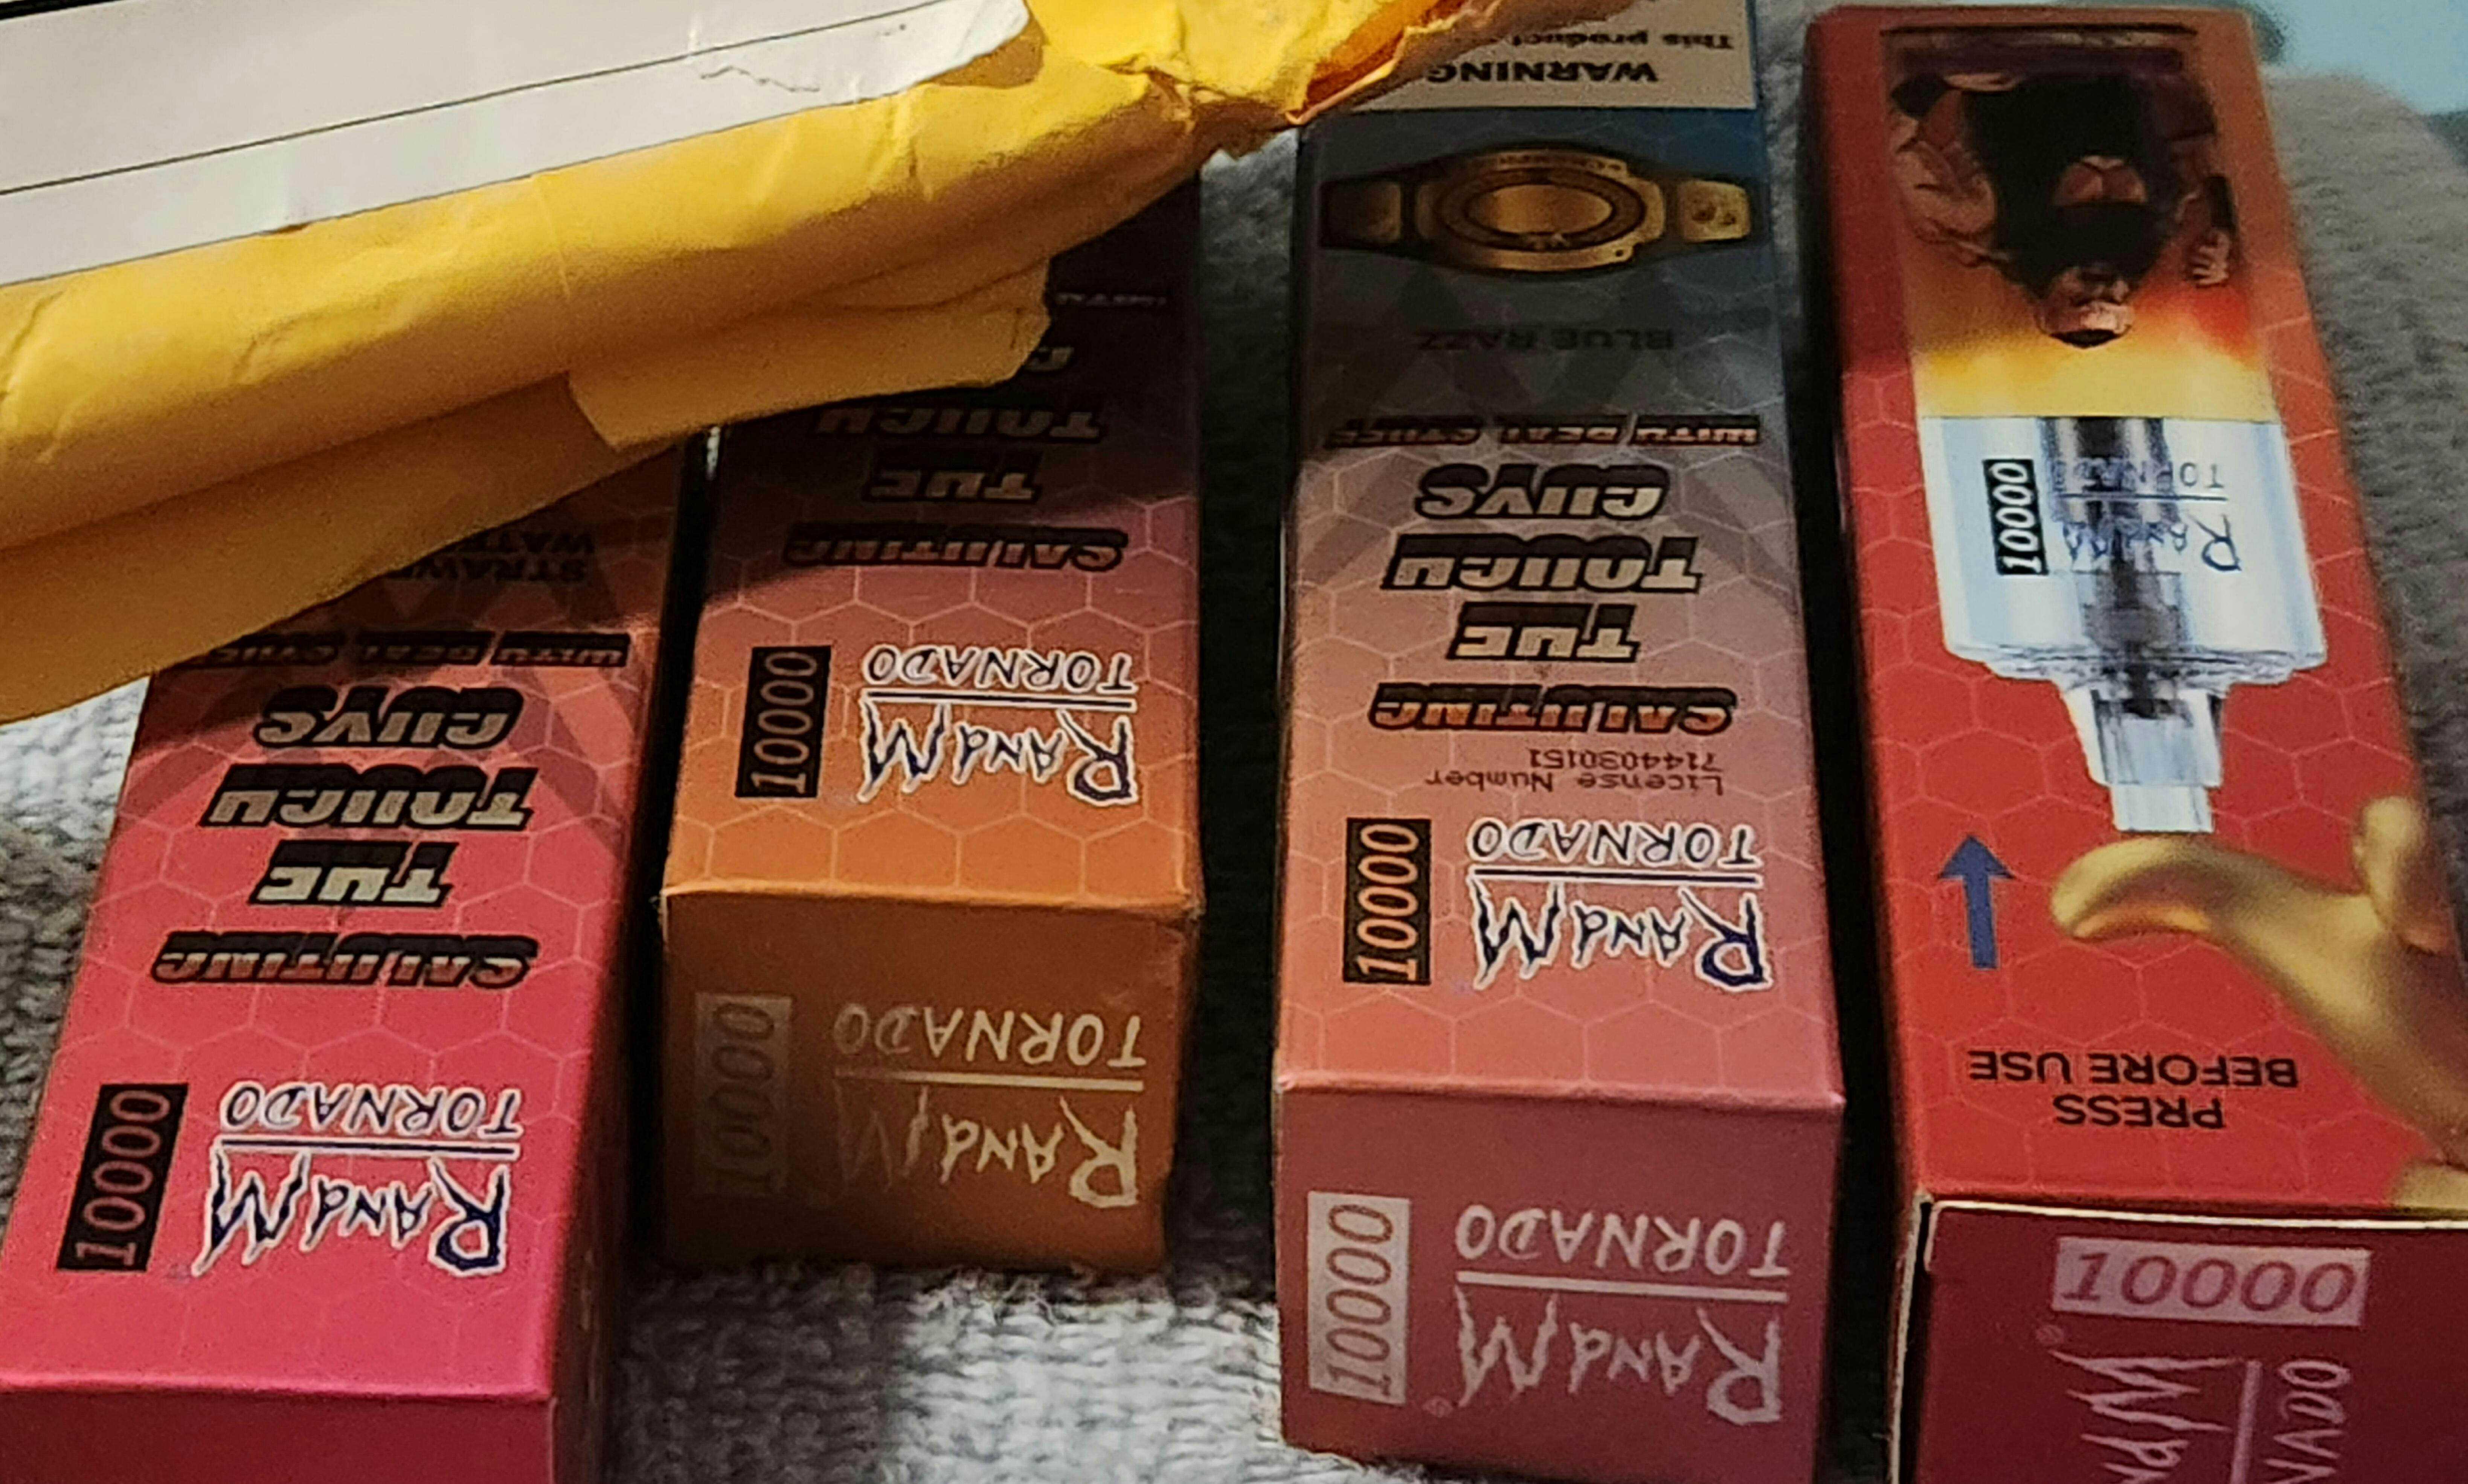 RandM
TORNADO
10000
SALUTING
THE
TOUGH
GUYS
WITH REAL STUFF
RandM
TORNADO
10000
RandM
TORNADO
10000
SALUTING
THE
TOUGH
RandM
TORNADO
10000
RandM
TORNADO
10000
License Number
7144030151
SALUTING
THE
TOUGH
GUYS
WITH REAL STUFF
BLUE RAZZ
WARNING
This product
10000
PRESS
BEFORE USE
RandM
TORNADO
10000